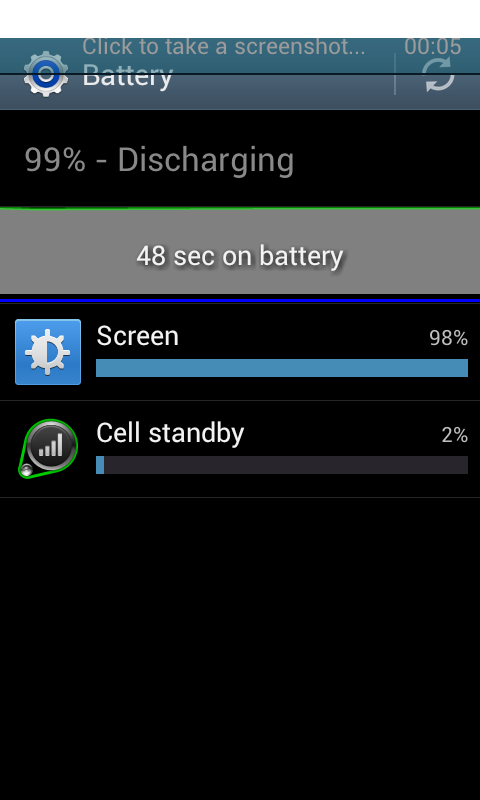 Click to take a screenshot... 00:05
Battery
99% - Discharging
48 sec on battery
Screen 98%
Cell standby 2%